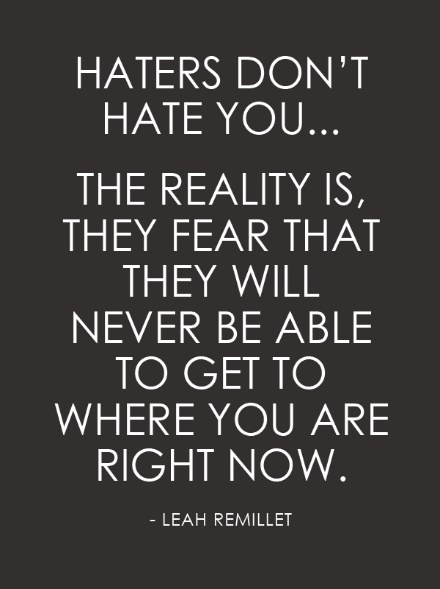 HATERS DON’T
HATE YOU...
THE REALITY IS,
THEY FEAR THAT
THEY WILL
NEVER BE ABLE
TO GET TO
WHERE YOU ARE
RIGHT NOW.
- LEAH REMILLET